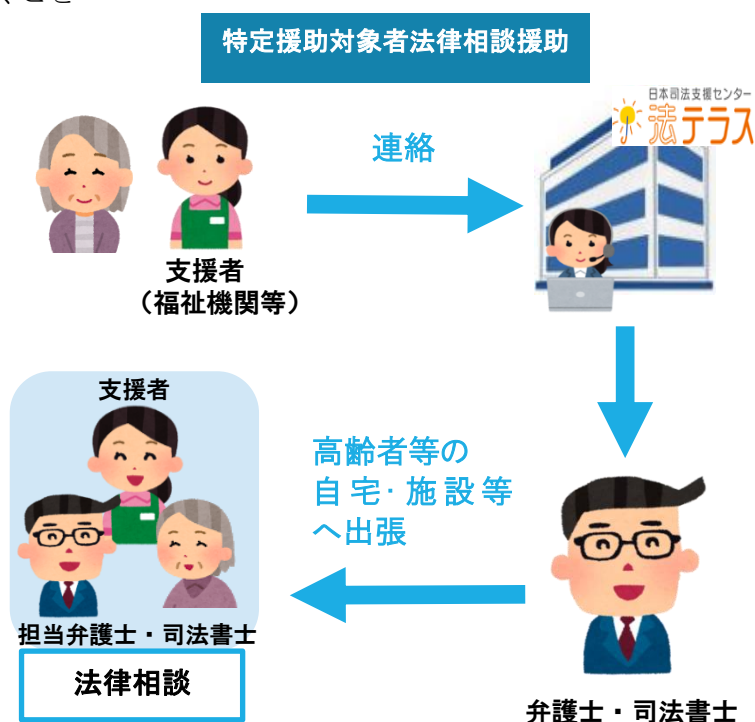 特定援助対象者法律相談援助
日本司法支援センター
法テラス
連絡
支援者
（福祉機関等）
支援者
高齢者等の
自宅・施設等
へ出張
担当弁護士・司法書士
法律相談
弁護士・司法書士